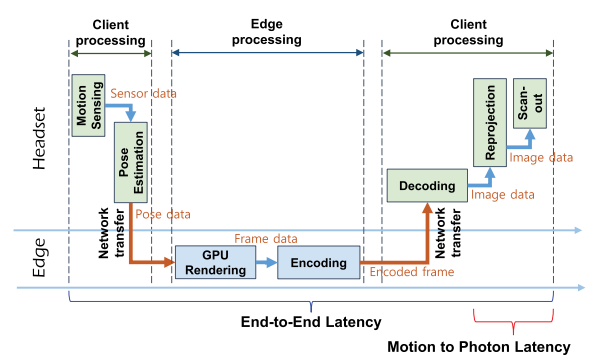 Client
processing
Edge
processing
Client
processing
Headset
Motion
Sensing
Sensor data
Pose
Estimation
Network
transfer
Pose data
Reprojection
Scan-
out
Image data
Decoding
Image data
Network
transfer
Edge
GPU
Rendering
Frame data
Encoding
Encoded frame
End-to-End Latency
Motion to Photon Latency